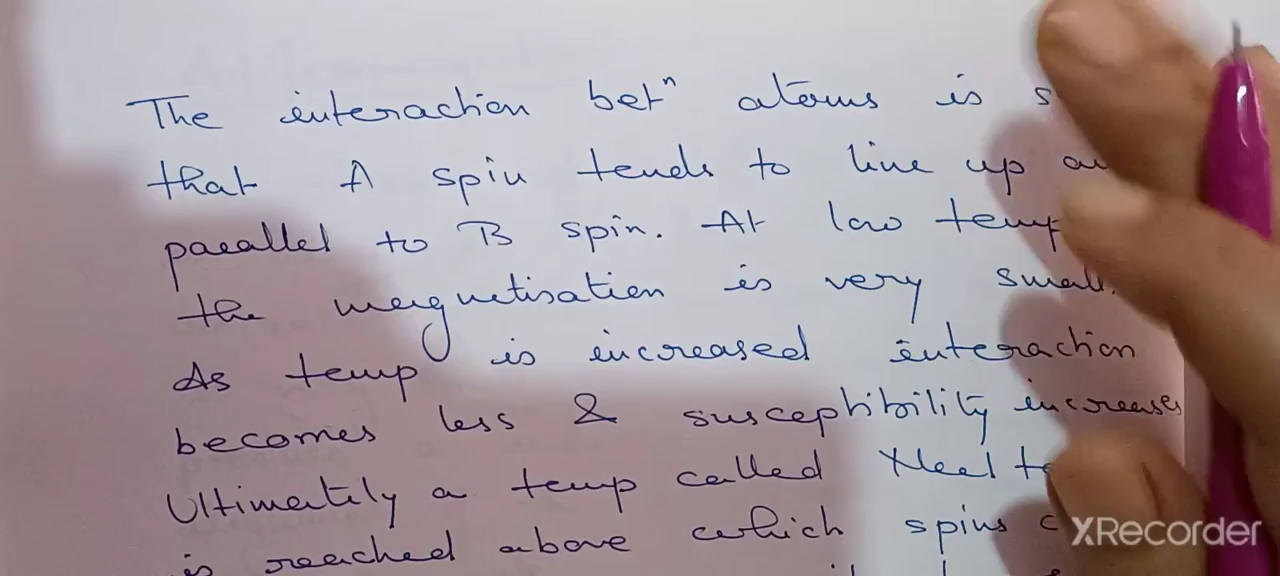 The interaction betⁿ atoms is
that A spin tends to line up
parallel to B spin. At low temp
the magnetisation is very small.
As temp is increased interaction
becomes less & susceptibility increases
Ultimately a temp called Neel
is reached above which spins
XRecorder